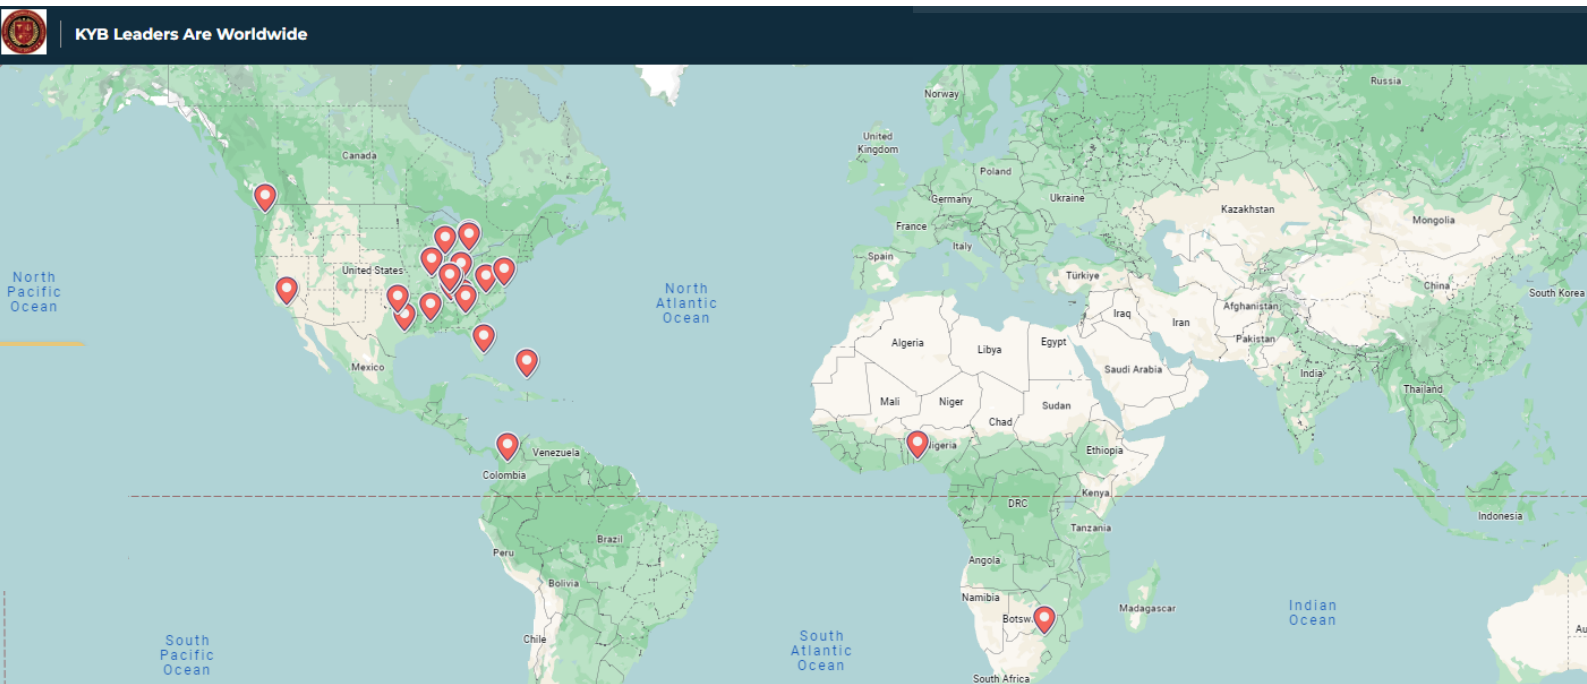 KYB Leaders Are Worldwide
Russia
Norway
United
Kingdom
Canada
Poland
Germany
Ukraine
Kazakhstan
Mongolia
France
Italy
Spain
United States
Türkiye
North
Pacific
Ocean
North
Atlantic
Ocean
China
South Korea
Afghanistan
Iraq
Iran
Pakistan
Algeria
Libya
Egypt
Mexico
Saudi Arabia
India
Thailand
Mali
Niger
Sudan
Chad
igeria
Ethiopia
Venezuela
Colombia
Kenya
DRC
Indonesia
Tanzania
Brazil
Peru
Angola
Bolivia
Namibia
Madagascar
Botsw
Indian
Ocean
Au
Chile
South
Pacific
Ocean
South
Atlantic
Ocean
South Africa